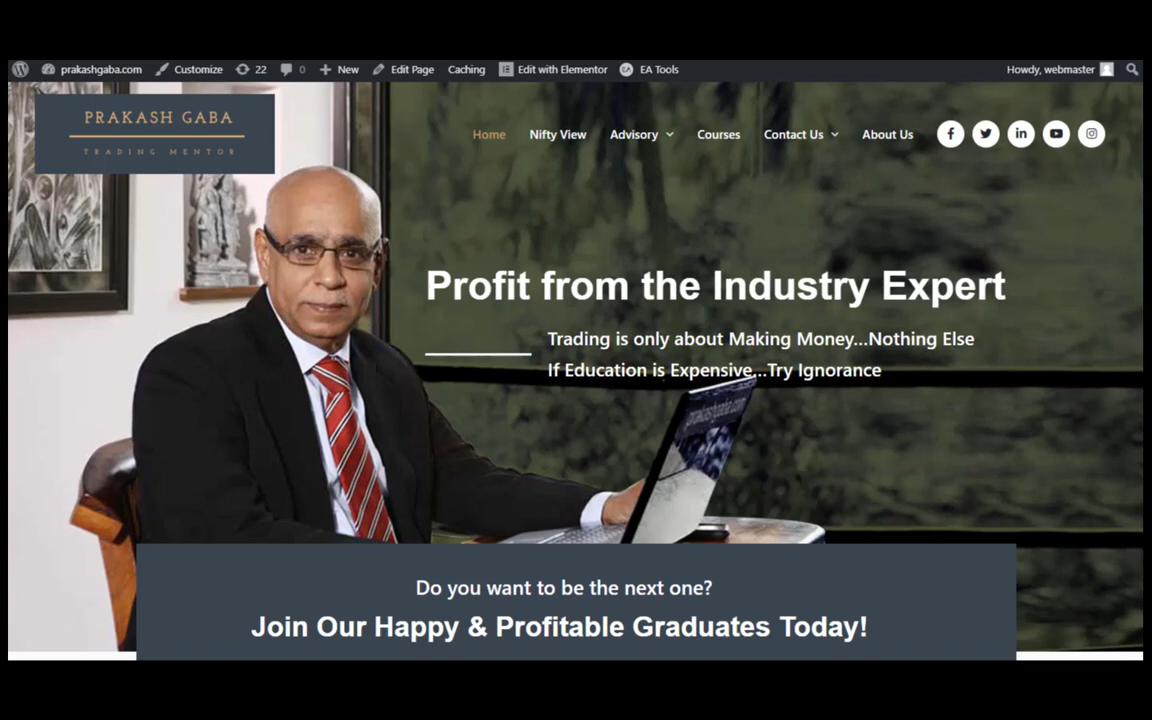 prakashgaba.com Customize 22 0 New Edit Page Caching Edit with Elementor EA Tools Howdy, webmaster
PRAKASH GABA
TRADING MENTOR
Home Nifty View Advisory Courses Contact Us About Us
Profit from the Industry Expert
Trading is only about Making Money...Nothing Else
If Education is Expensive...Try Ignorance
prakashgaba.com
Do you want to be the next one?
Join Our Happy & Profitable Graduates Today!